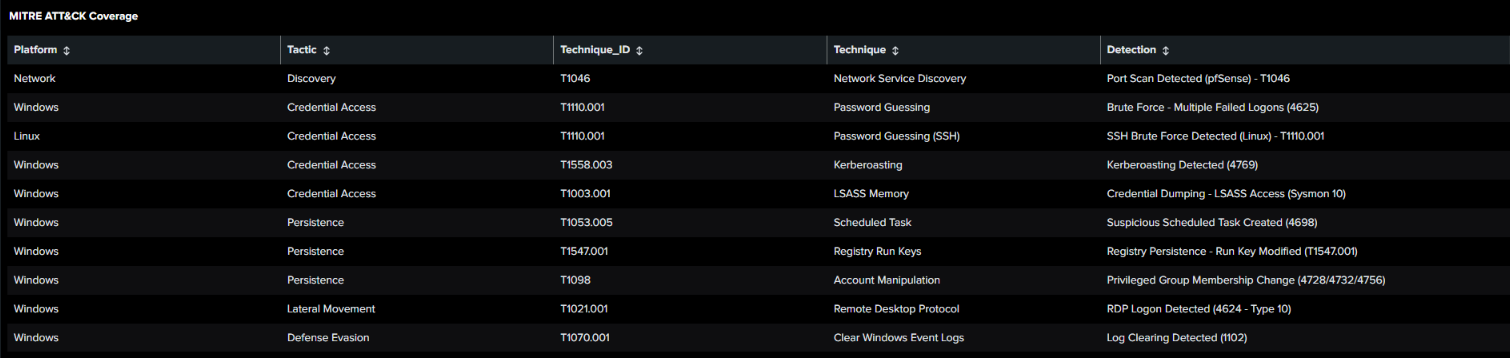 MITRE ATT&CK Coverage
Platform Tactic Technique_ID Technique Detection
Network Discovery T1046 Network Service Discovery Port Scan Detected (pfSense) - T1046
Windows Credential Access T1110.001 Password Guessing Brute Force - Multiple Failed Logons (4625)
Linux Credential Access T1110.001 Password Guessing (SSH) SSH Brute Force Detected (Linux) - T1110.001
Windows Credential Access T1558.003 Kerberoasting Kerberoasting Detected (4769)
Windows Credential Access T1003.001 LSASS Memory Credential Dumping - LSASS Access (Sysmon 10)
Windows Persistence T1053.005 Scheduled Task Suspicious Scheduled Task Created (4698)
Windows Persistence T1547.001 Registry Run Keys Registry Persistence - Run Key Modified (T1547.001)
Windows Persistence T1098 Account Manipulation Privileged Group Membership Change (4728/4732/4756)
Windows Lateral Movement T1021.001 Remote Desktop Protocol RDP Logon Detected (4624 - Type 10)
Windows Defense Evasion T1070.001 Clear Windows Event Logs Log Clearing Detected (1102)